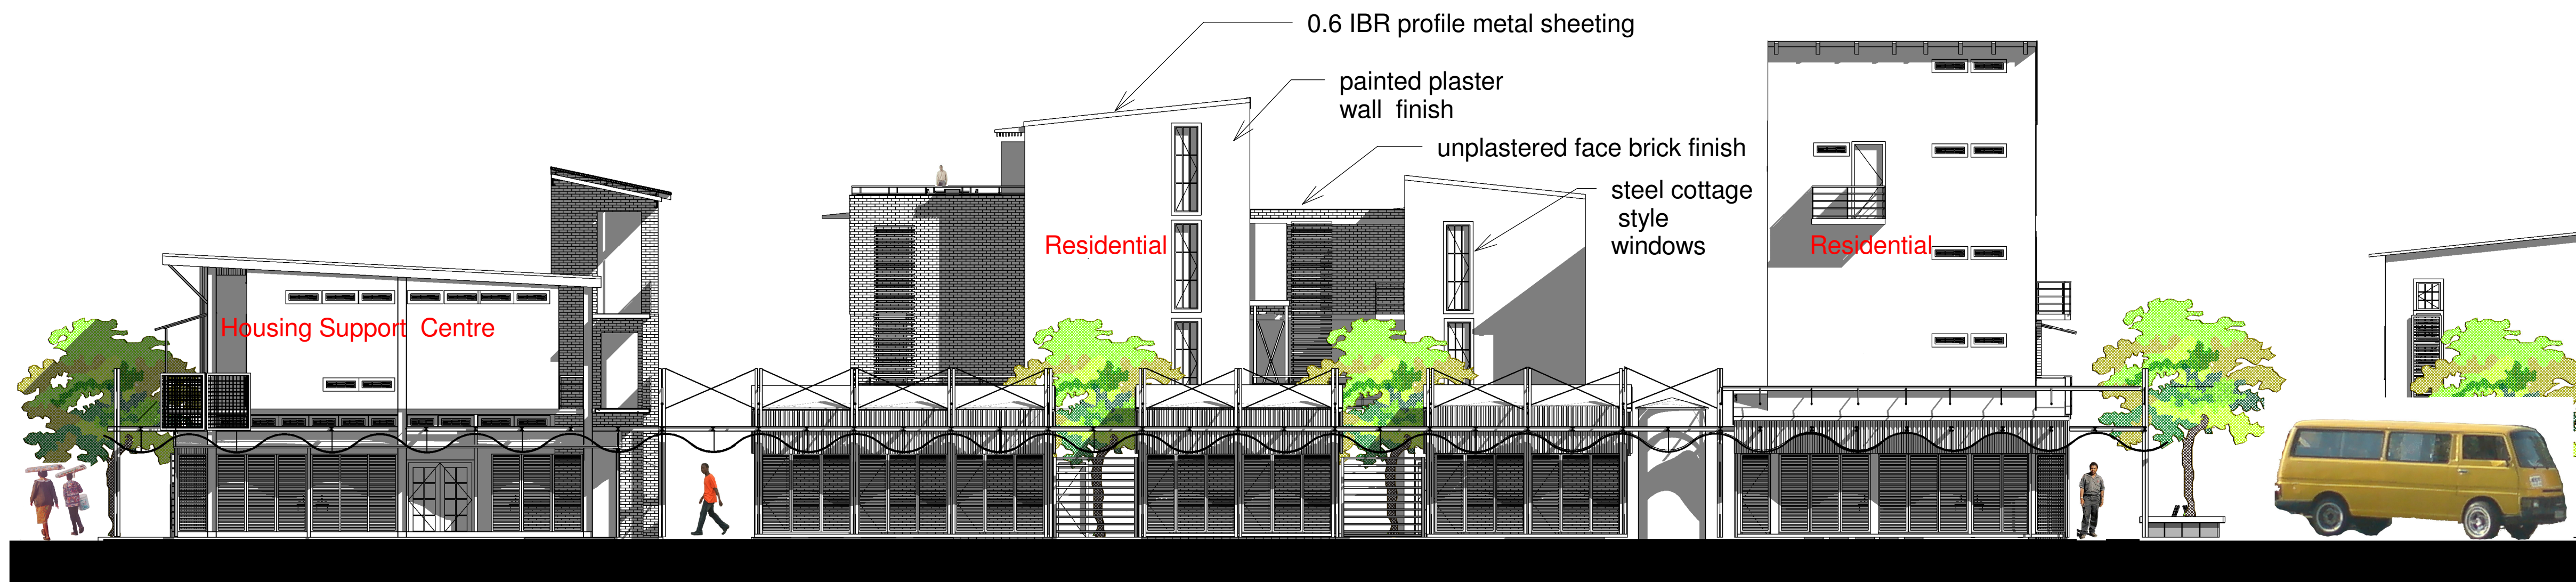 0.6 IBR profile metal sheeting
painted plaster
wall finish
unplastered face brick finish
steel cottage
style
windows
Residential
Residential
Housing Support Centre